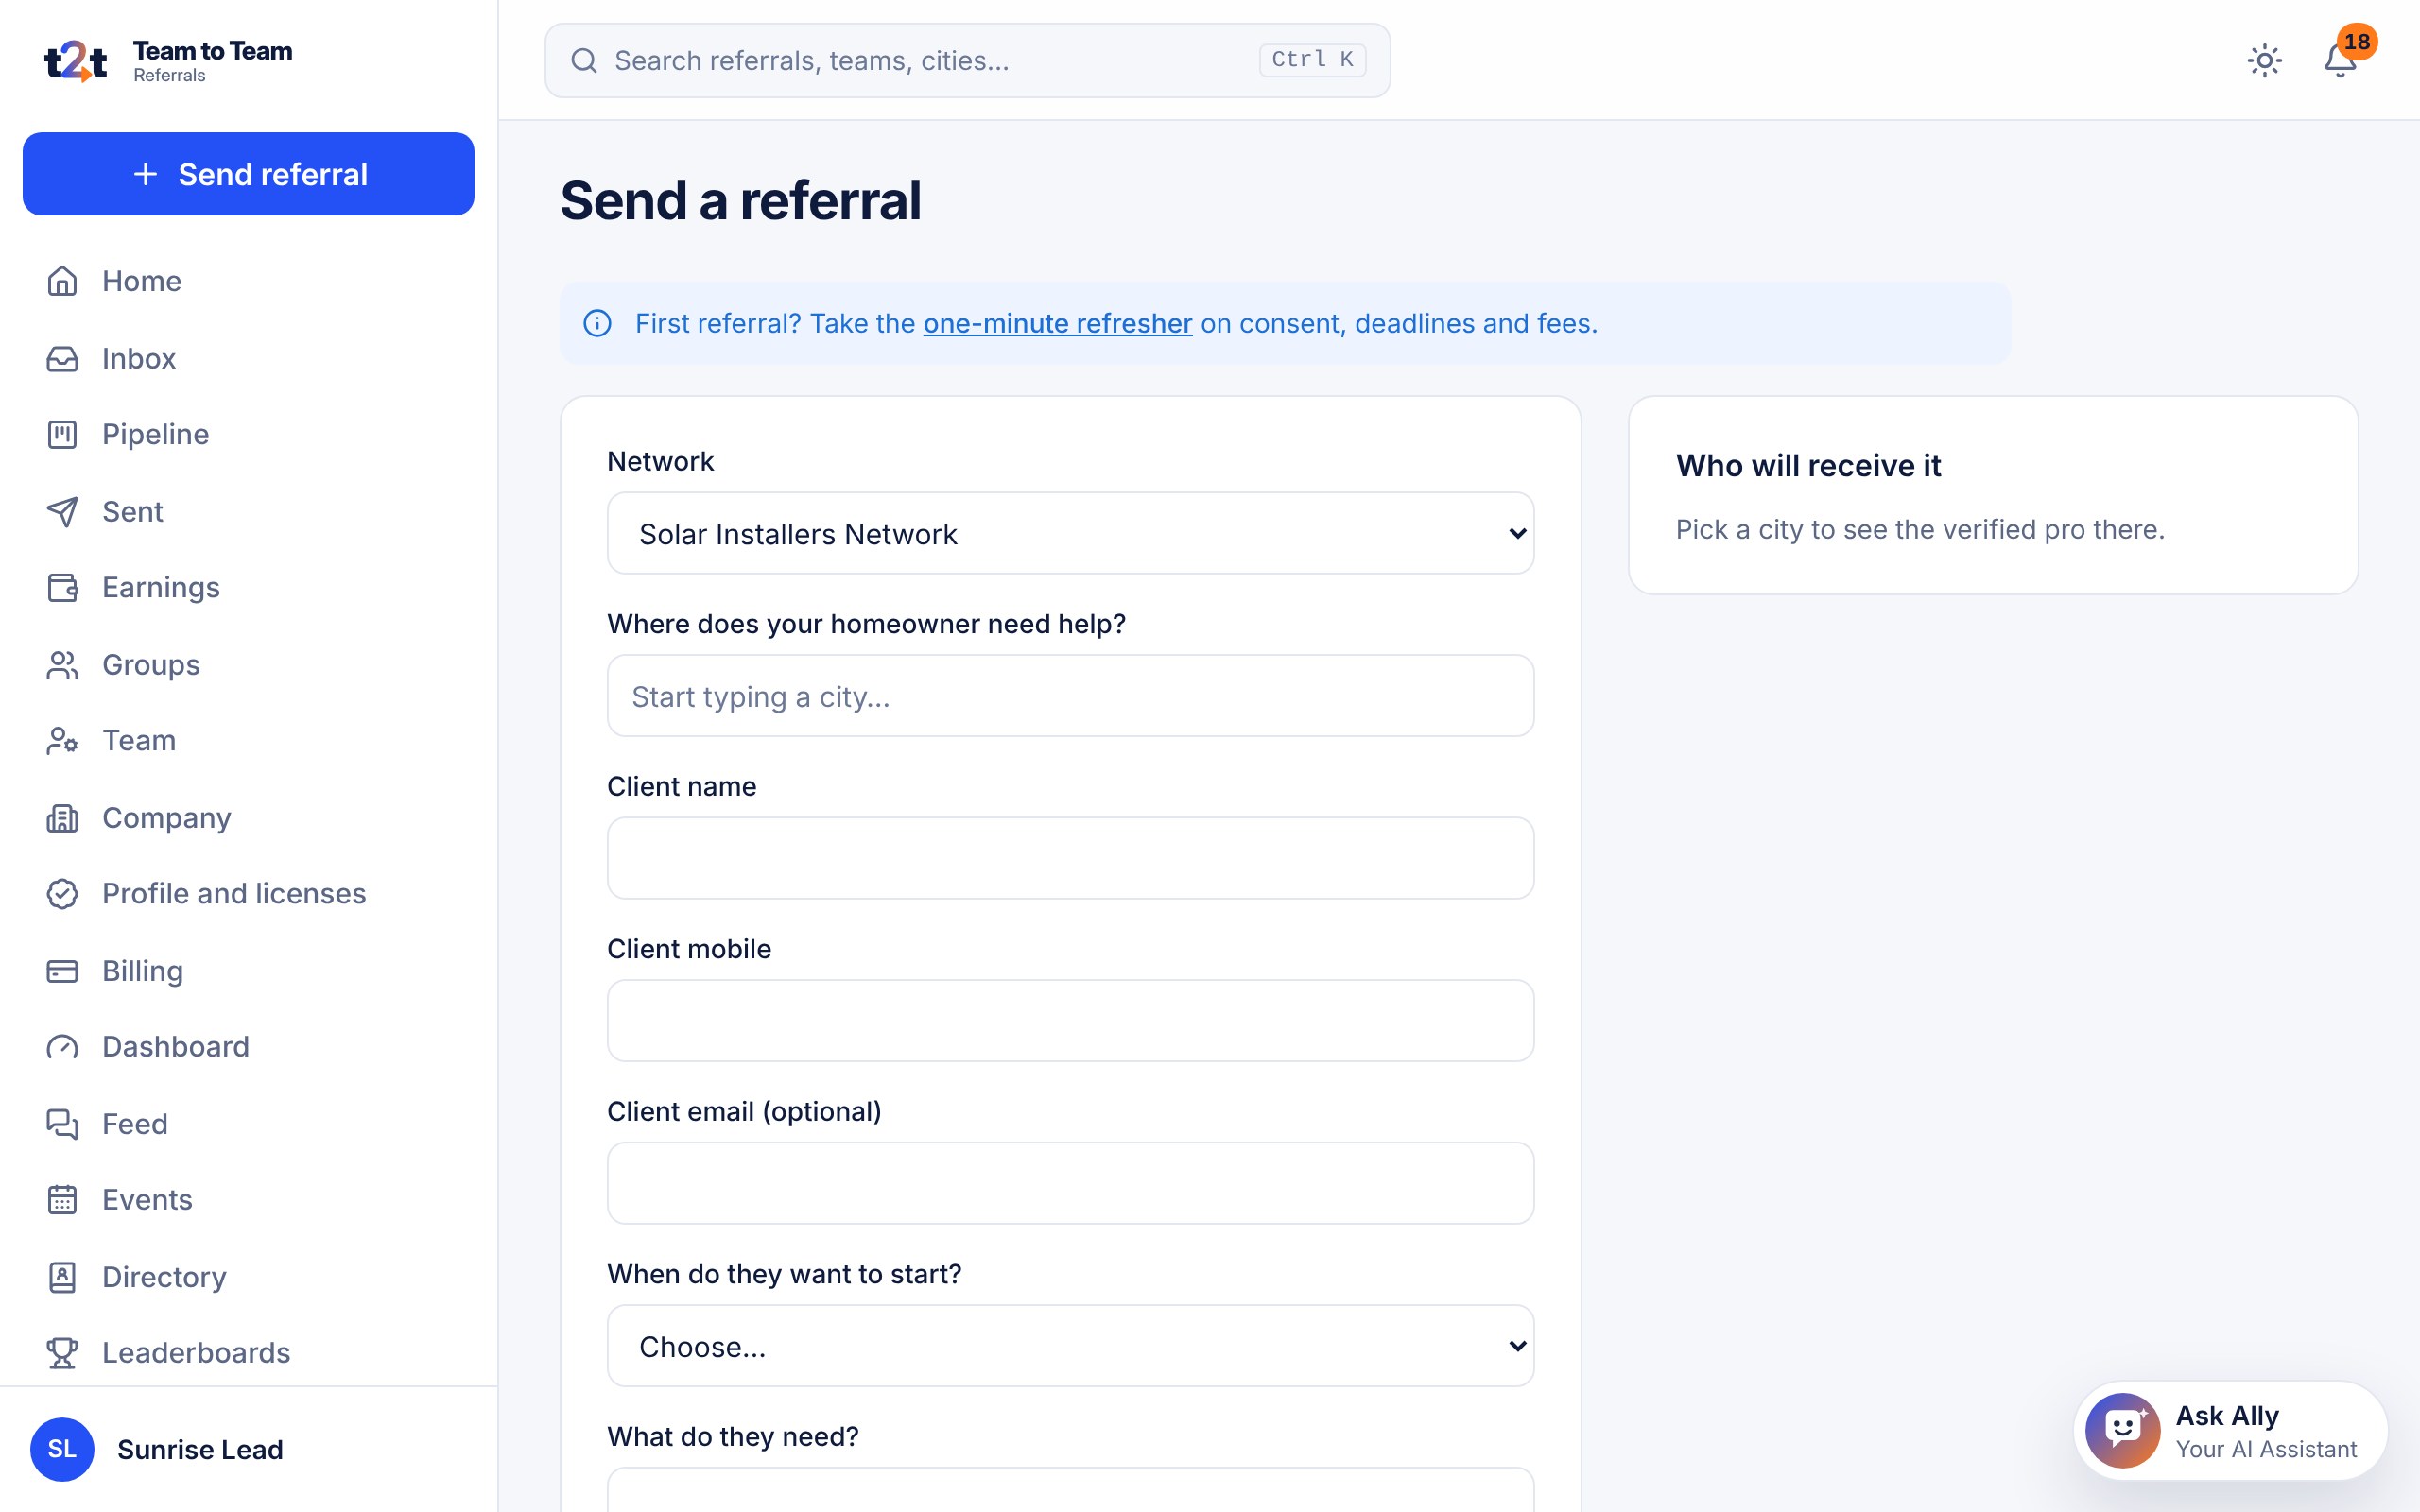 t2t
Team to Team
Referrals
Search referrals, teams, cities...
Ctrl K
18
Send referral
Home
Inbox
Pipeline
Sent
Earnings
Groups
Team
Company
Profile and licenses
Billing
Dashboard
Feed
Events
Directory
Leaderboards
SL
Sunrise Lead
Send a referral
First referral? Take the one-minute refresher on consent, deadlines and fees.
Network
Solar Installers Network
Where does your homeowner need help?
Start typing a city...
Client name
Client mobile
Client email (optional)
When do they want to start?
Choose...
What do they need?
Who will receive it
Pick a city to see the verified pro there.
Ask Ally
Your AI Assistant